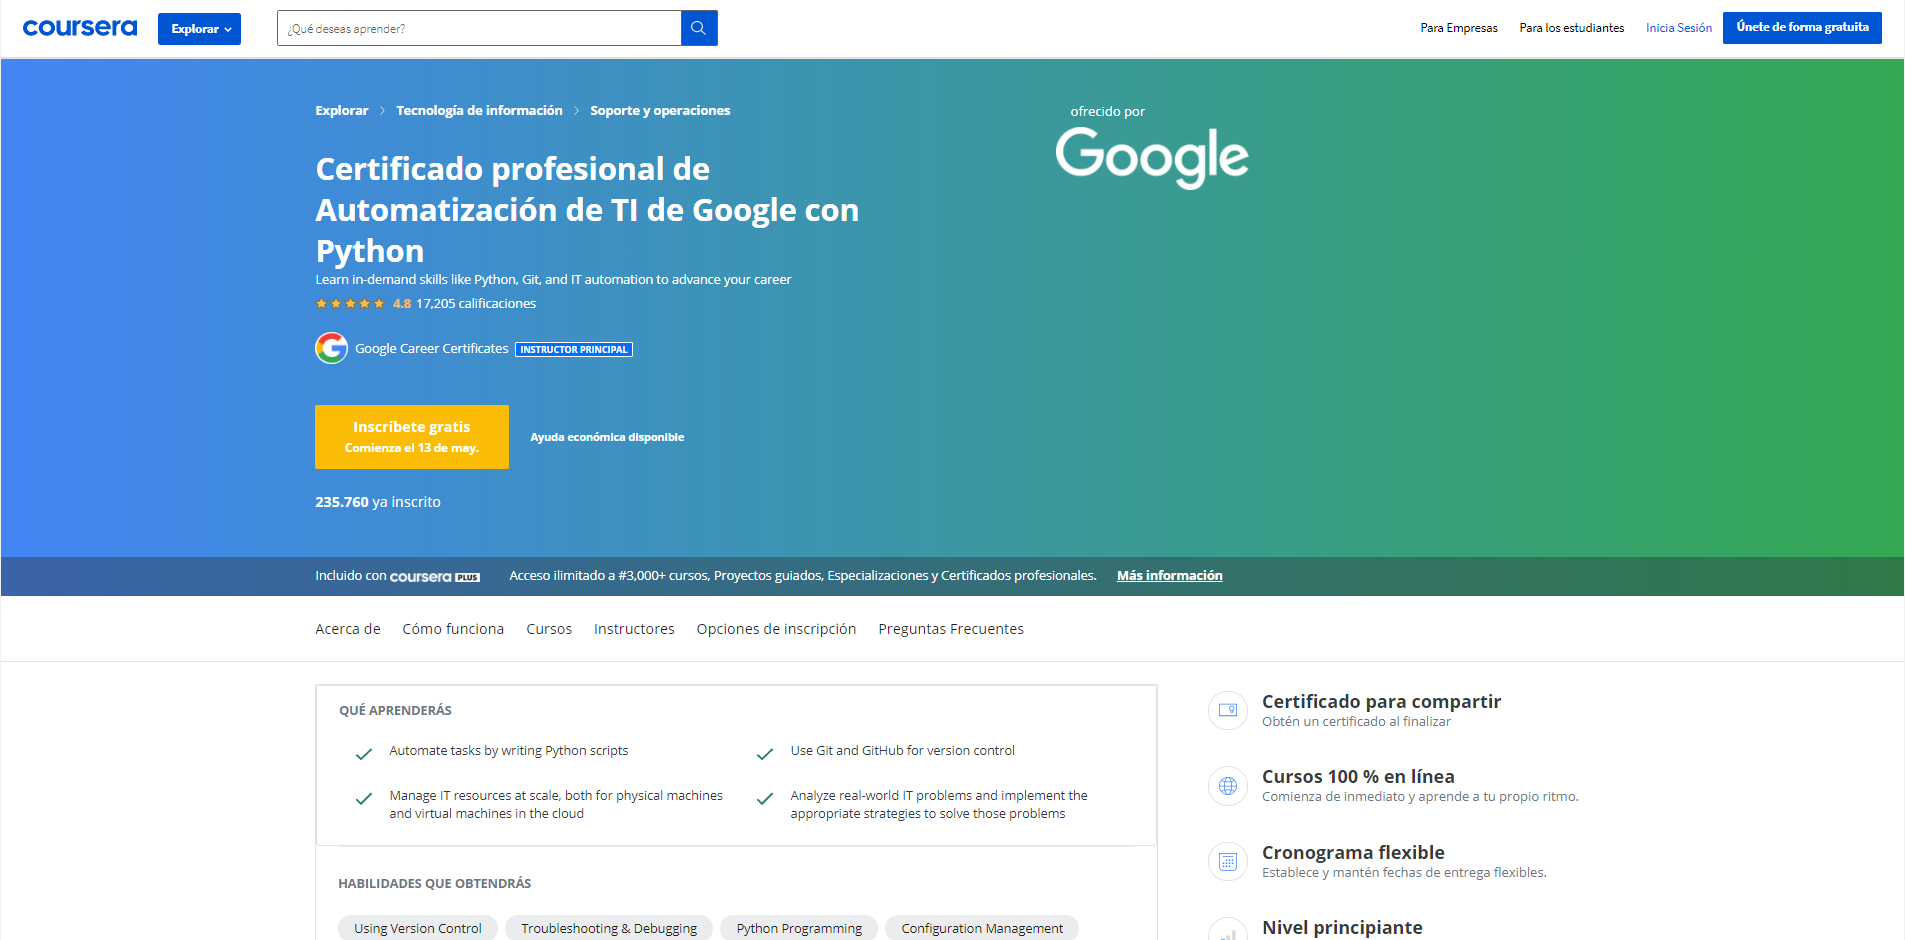 coursera
Explorar
¿Qué deseas aprender?
Para Empresas
Para los estudiantes
Inicia Sesión
Únete de forma gratuita
Explorar > Tecnología de información > Soporte y operaciones
Certificado profesional de
Automatización de TI de Google con
Python
Learn in-demand skills like Python, Git, and IT automation to advance your career
4.8 17,205 calificaciones
Google Career Certificates INSTRUCTOR PRINCIPAL
Inscríbete gratis
Comienza el 13 de may.
Ayuda económica disponible
235.760 ya inscrito
ofrecido por
Google
Incluido con coursera PLUS Acceso ilimitado a #3,000+ cursos, Proyectos guiados, Especializaciones y Certificados profesionales. Más información
Acerca de Cómo funciona Cursos Instructores Opciones de inscripción Preguntas Frecuentes
QUÉ APRENDERÁS
Automate tasks by writing Python scripts
Use Git and GitHub for version control
Manage IT resources at scale, both for physical machines
and virtual machines in the cloud
Analyze real-world IT problems and implement the
appropriate strategies to solve those problems
HABILIDADES QUE OBTENDRÁS
Using Version Control
Troubleshooting & Debugging
Python Programming
Configuration Management
Certificado para compartir
Obtén un certificado al finalizar
Cursos 100 % en línea
Comienza de inmediato y aprende a tu propio ritmo.
Cronograma flexible
Establece y mantén fechas de entrega flexibles.
Nivel principiante